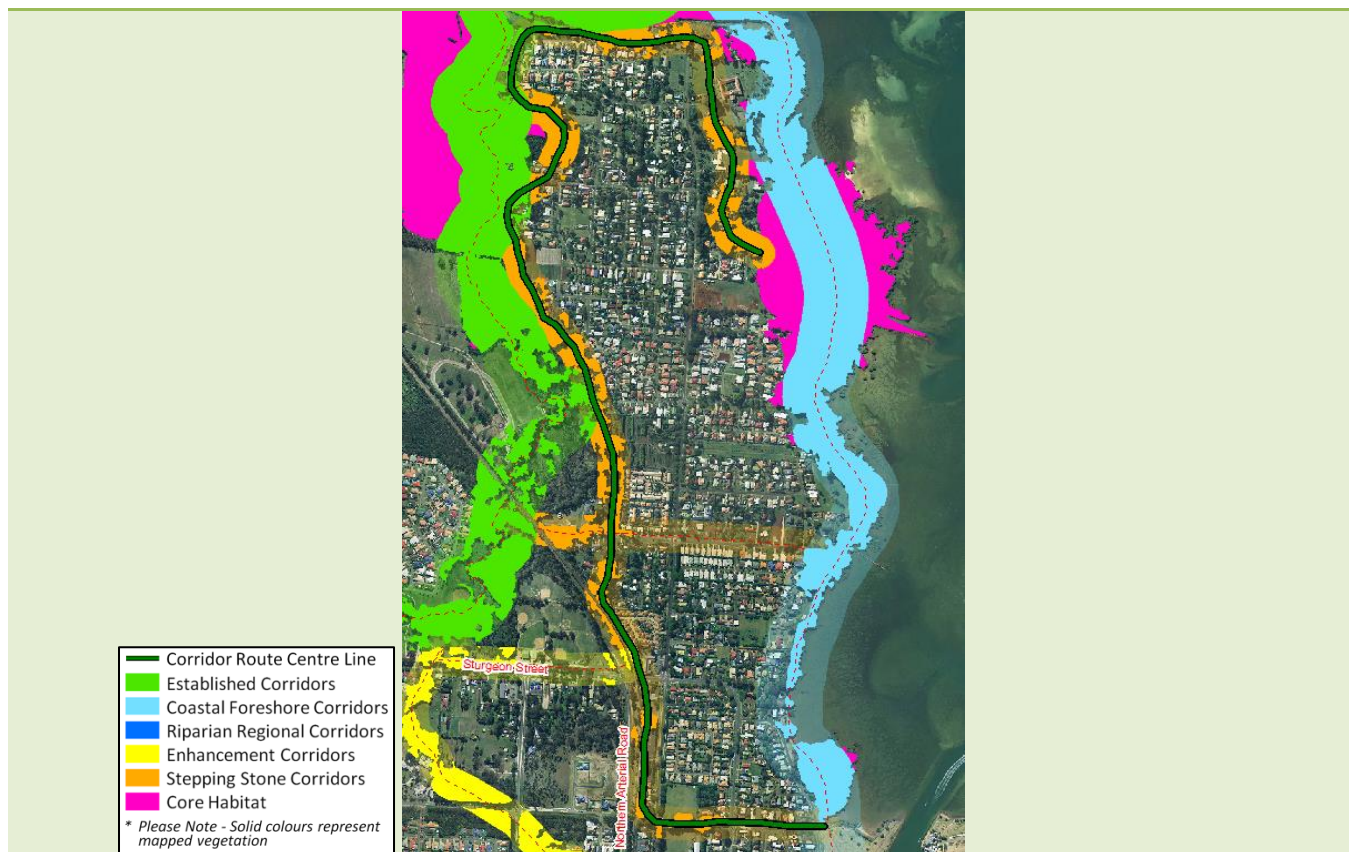 Sturgeon Street
Northern Arterial Road
Corridor Route Centre Line
Established Corridors
Coastal Foreshore Corridors
Riparian Regional Corridors
Enhancement Corridors
Stepping Stone Corridors
Core Habitat
* Please Note - Solid colours represent
mapped vegetation